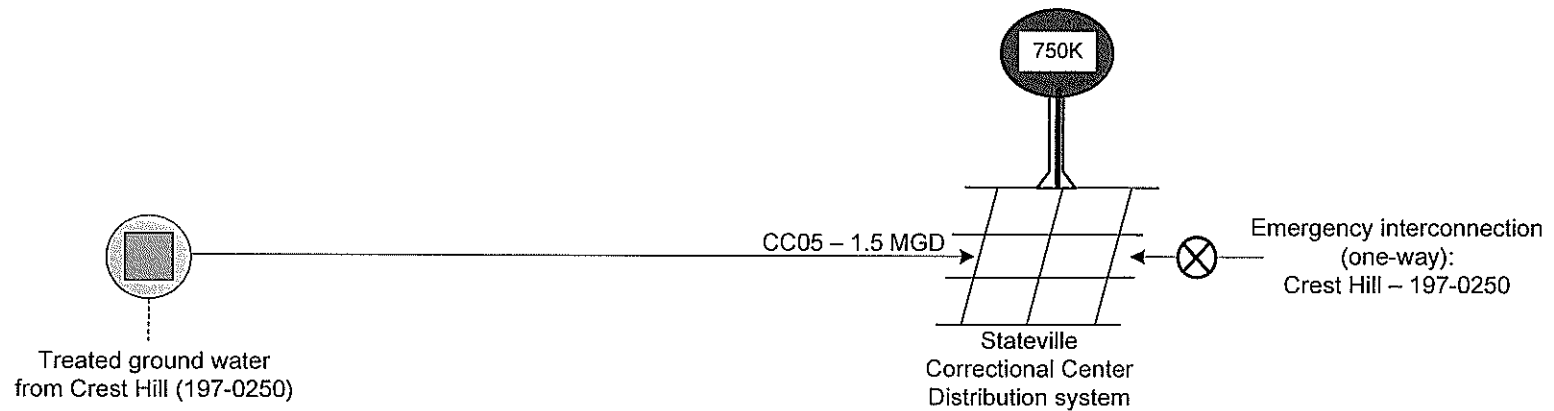 750K
CC05 – 1.5 MGD
Emergency interconnection
(one-way):
Crest Hill – 197-0250
Treated ground water
from Crest Hill (197-0250)
Stateville
Correctional Center
Distribution system